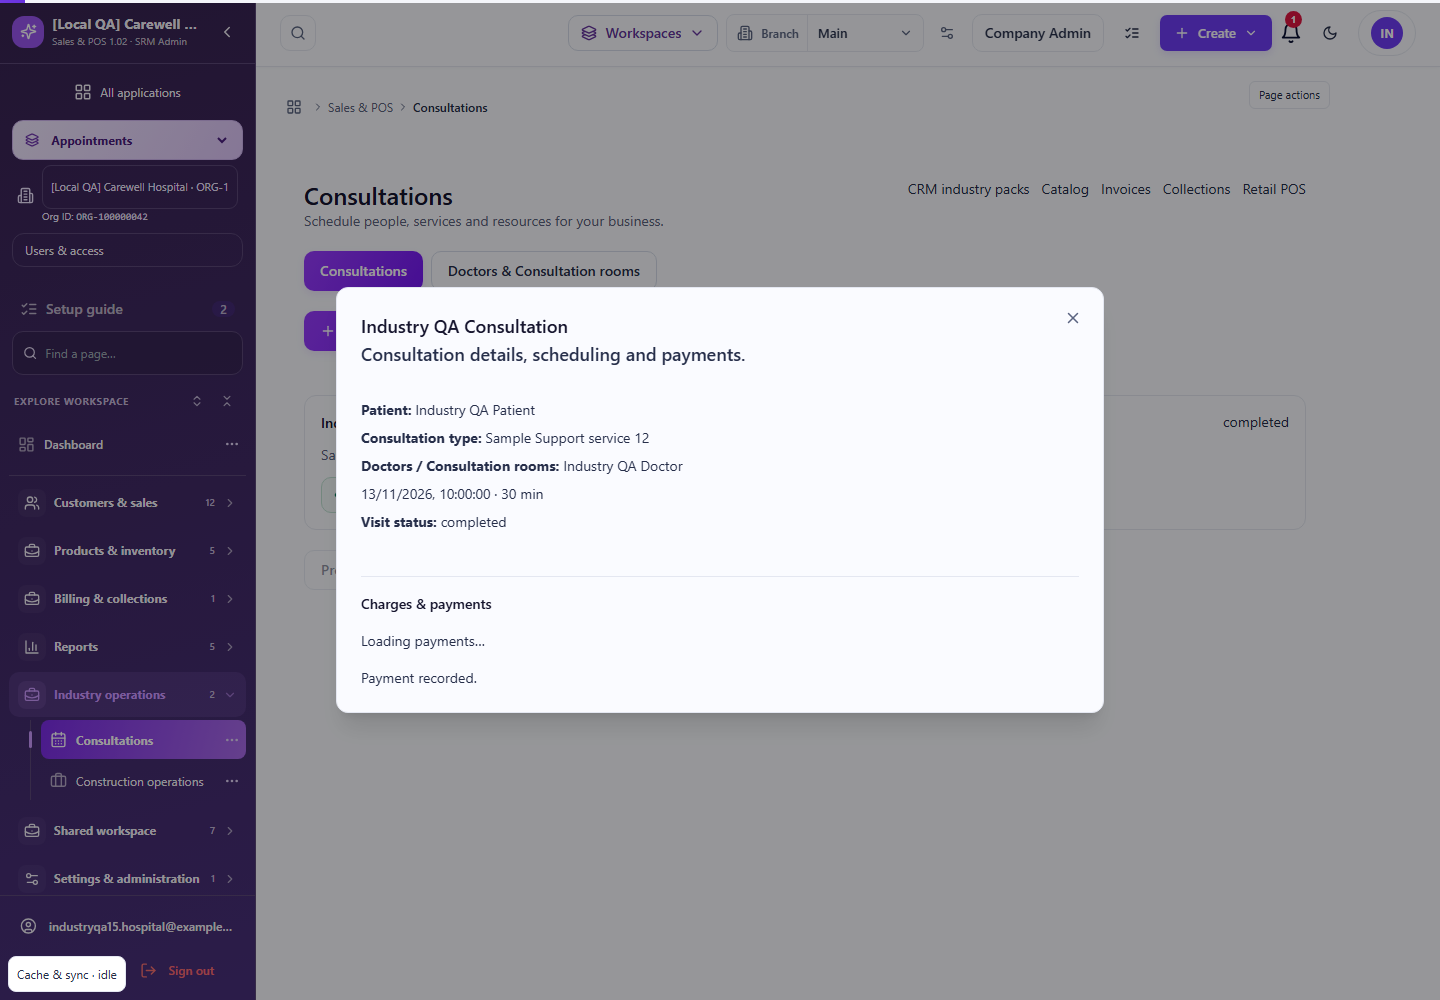 [Local QA] Carewell ...
Sales & POS 1.02 · SRM Admin
All applications
Appointments
[Local QA] Carewell Hospital · ORG-1
Org ID: ORG-100000042
Users & access
Setup guide 2
Find a page...
EXPLORE WORKSPACE
Dashboard
Customers & sales 12
Products & inventory 5
Billing & collections 1
Reports 5
Industry operations 2
Consultations
Construction operations
Shared workspace 7
Settings & administration 1
industryqa15.hospital@example...
Cache & sync · idle
Sign out
Workspaces
Branch Main
Company Admin
Create
1
IN
Sales & POS
Consultations
Page actions
Consultations
Schedule people, services and resources for your business.
CRM industry packs Catalog Invoices Collections Retail POS
Consultations
Doctors & Consultation rooms
completed
Industry QA Consultation
Consultation details, scheduling and payments.
Patient: Industry QA Patient
Consultation type: Sample Support service 12
Doctors / Consultation rooms: Industry QA Doctor
13/11/2026, 10:00:00 · 30 min
Visit status: completed
Charges & payments
Loading payments...
Payment recorded.